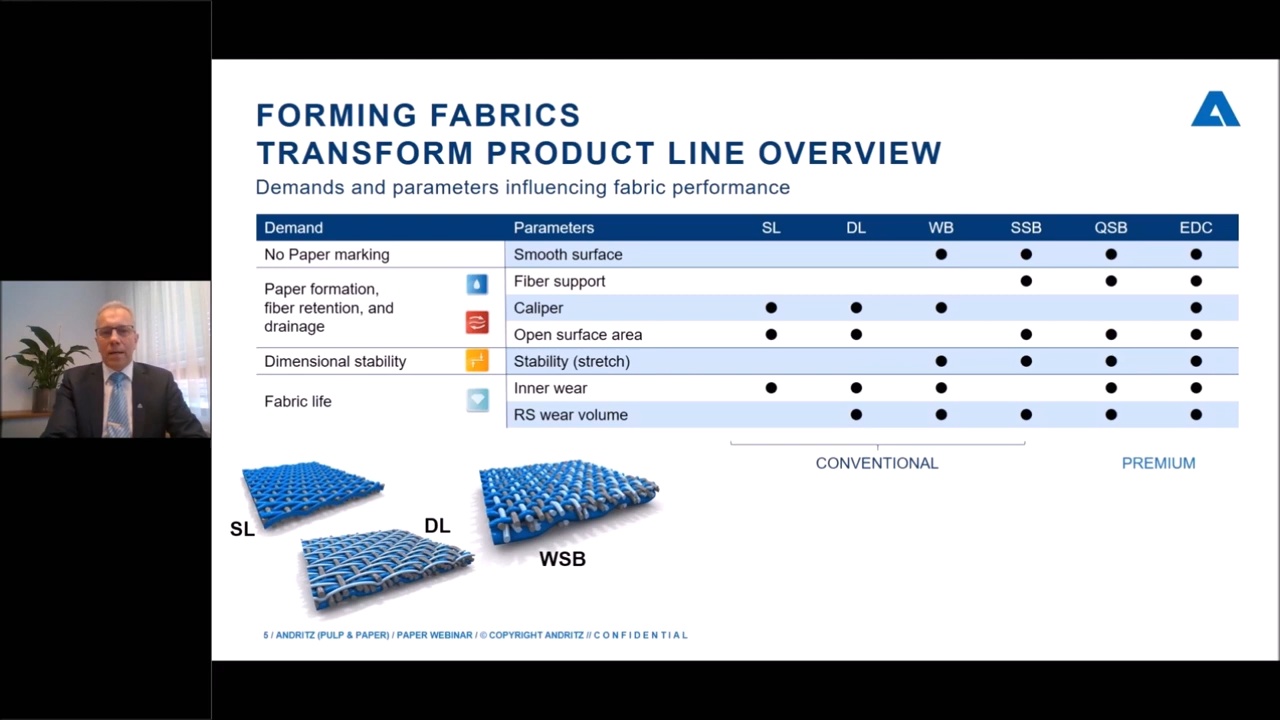 FORMING FABRICS
TRANSFORM PRODUCT LINE OVERVIEW
Demands and parameters influencing fabric performance
Demand Parameters SL DL WB SSB QSB EDC
No Paper marking Smooth surface ● ● ● ●
Paper formation,
fiber retention, and
drainage
Fiber support ● ● ●
Caliper ● ● ● ●
Open surface area ● ● ● ● ●
Dimensional stability Stability (stretch) ● ● ● ●
Fabric life
Inner wear ● ● ● ● ●
RS wear volume ● ● ● ● ●
CONVENTIONAL PREMIUM
SL
DL
WSB
5 / ANDRITZ (PULP & PAPER) / PAPER WEBINAR / © COPYRIGHT ANDRITZ // C O N F I D E N T I A L